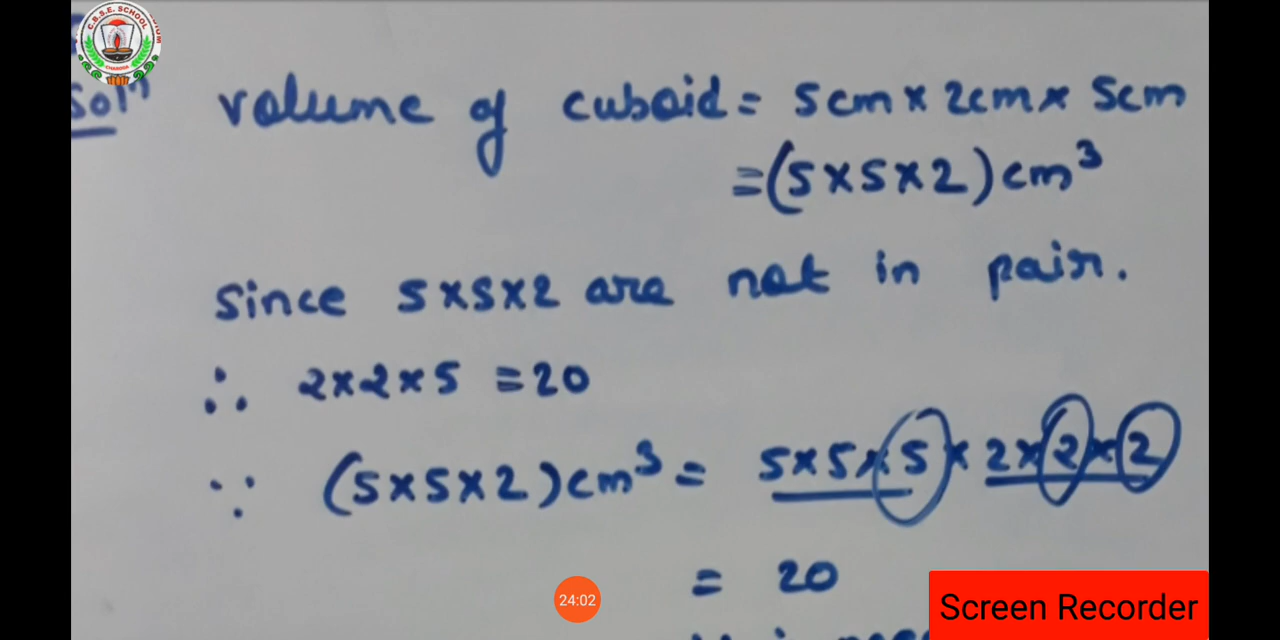 C.B.S.E. SCHOOL
CHANDSA
Soln Volume of cuboid = 5cm × 2cm × 5cm
=(5×5×2)cm³
Since 5×5×2 are not in pair.
∴ 2×2×5 =20
∵ (5×5×2)cm³ = 5×5×5×2×2×2
= 20
24:02
Screen Recorder